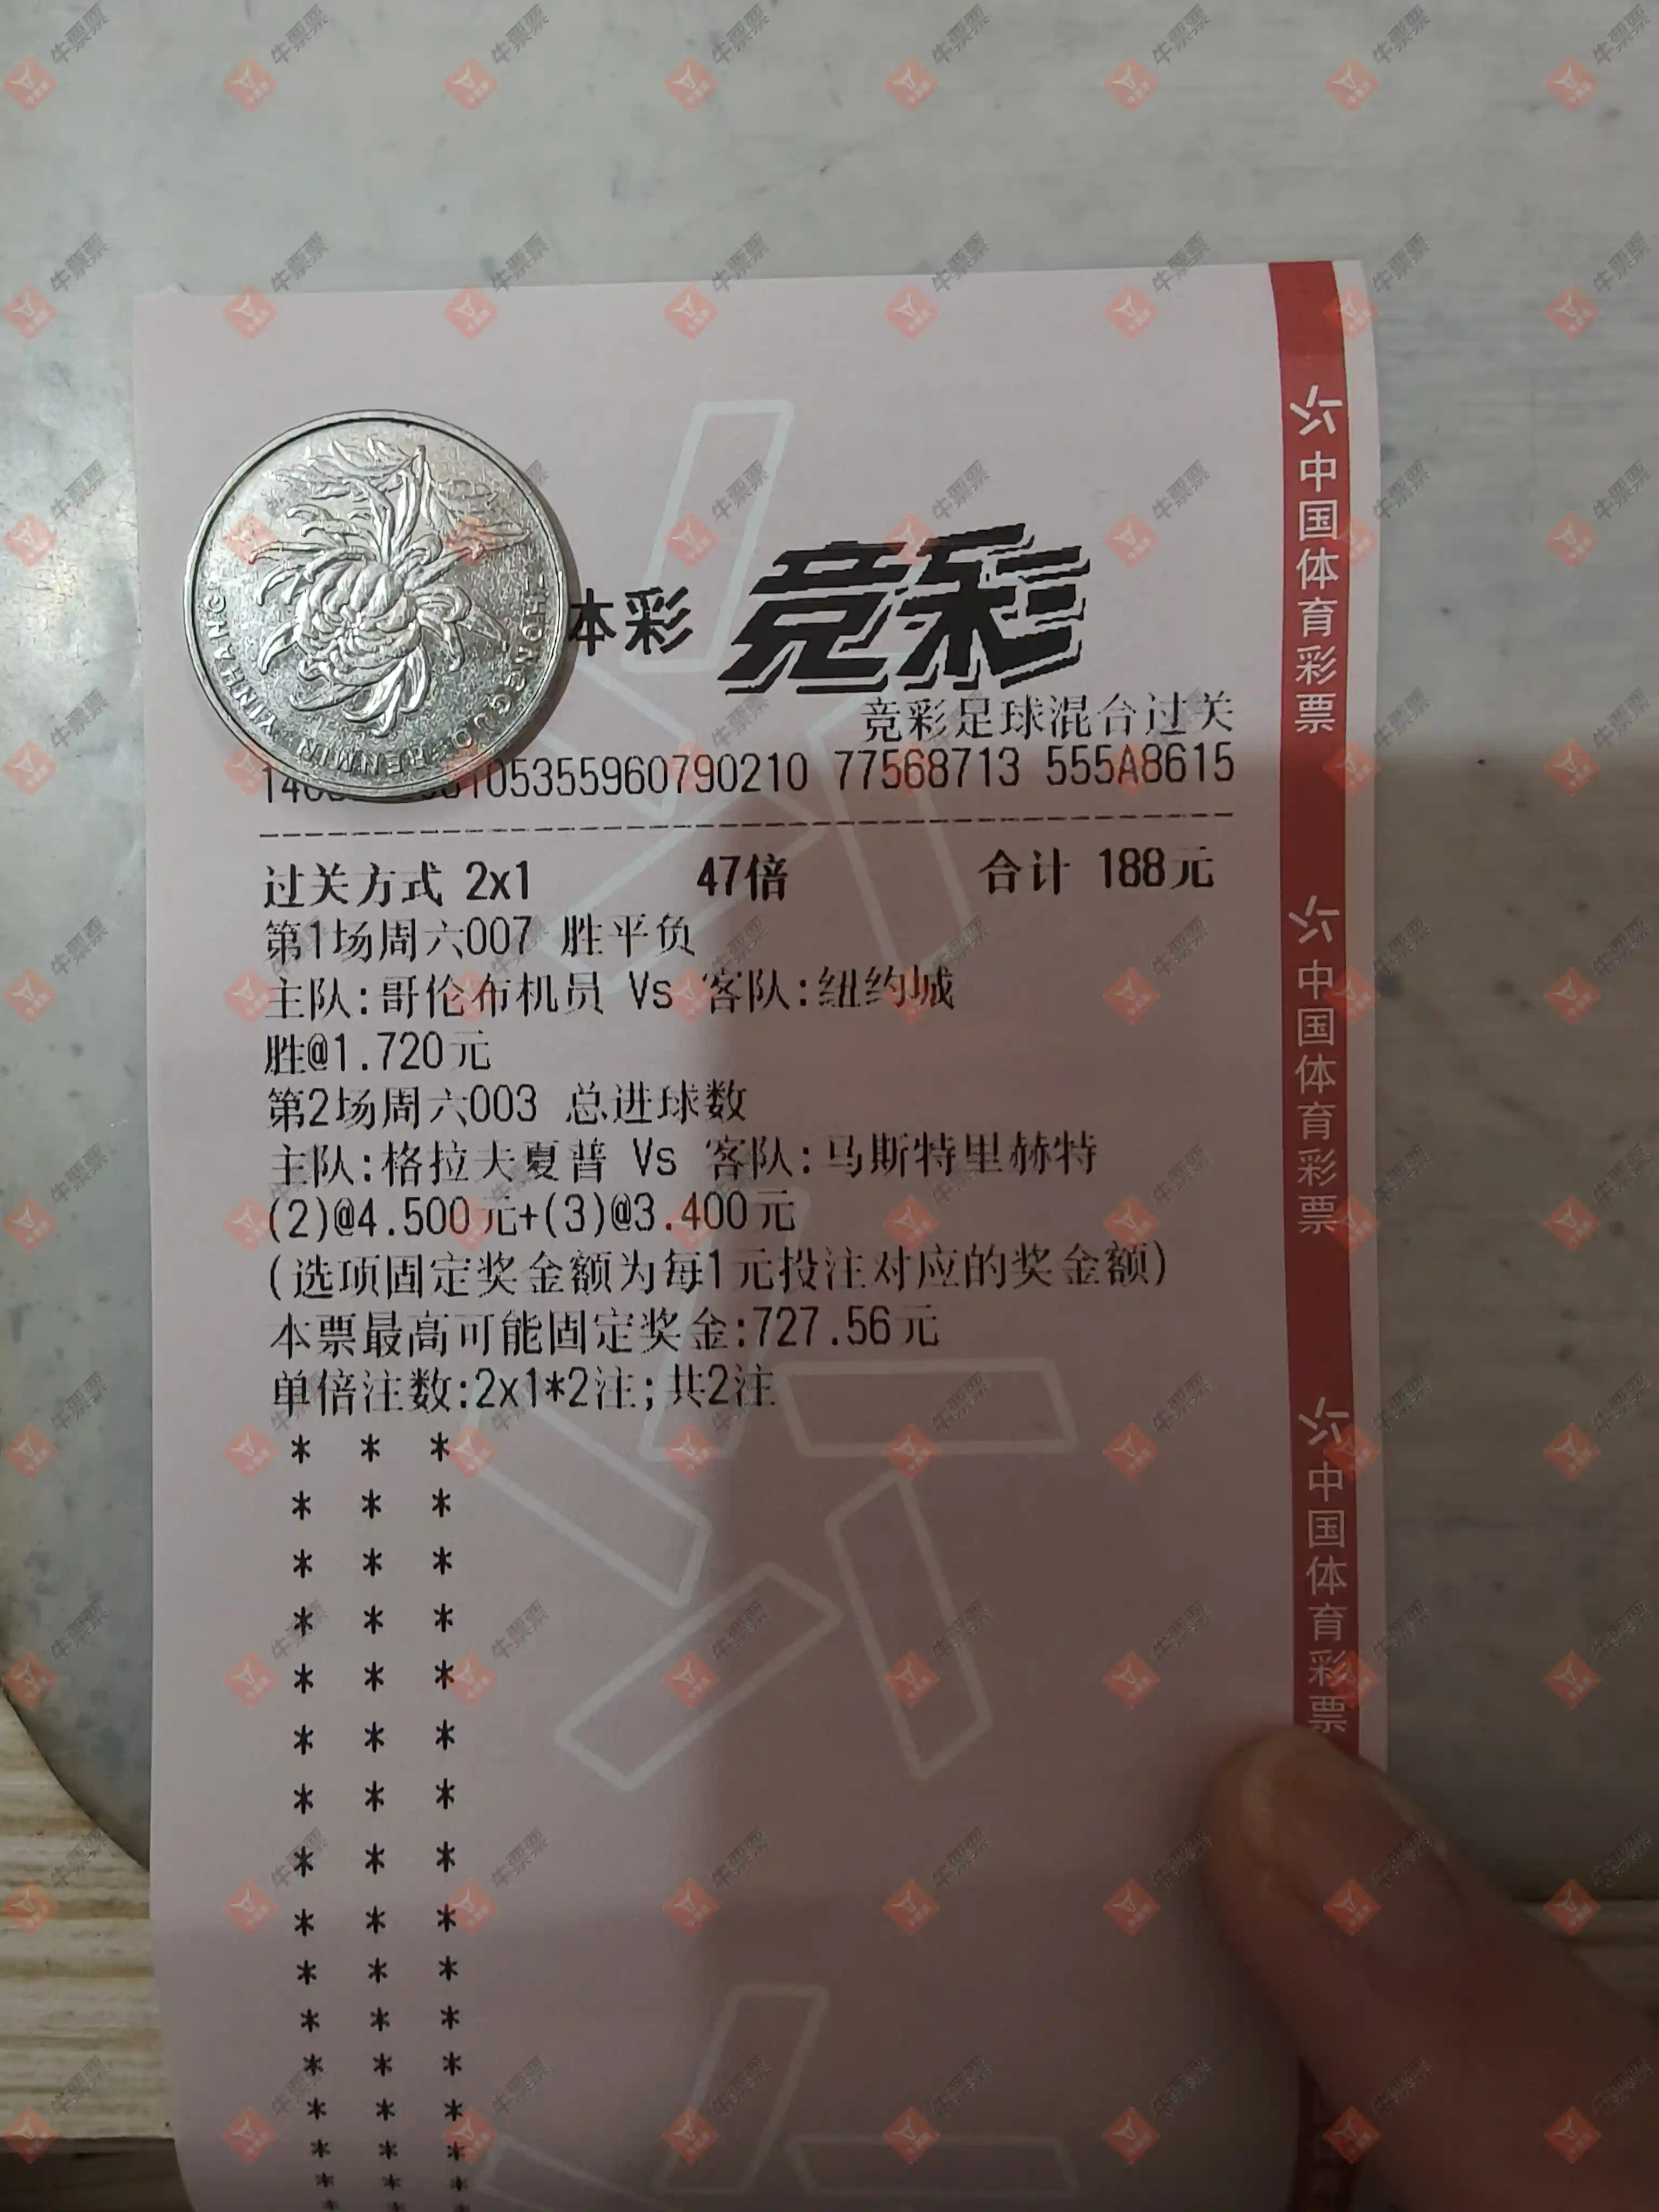 本彩 竞彩
竞彩足球混合过关
105355960790210 77568713 555A8615
过关方式 2x1 47倍 合计 188元
第1场周六007 胜平负
主队:哥伦布机员 Vs 客队:纽约城
胜@1.720元
第2场周六003 总进球数
主队:格拉夫夏普 Vs 客队:马斯特里赫特
(2)@4.500元+(3)@3.400元
(选项固定奖金额为每1元投注对应的奖金额)
本票最高可能固定奖金:727.56元
单倍注数:2x1*2注;共2注
中国体育彩票
中国体育彩票
中国体育彩票
ZHONGGUO RENMIN YINHANG
牛票票